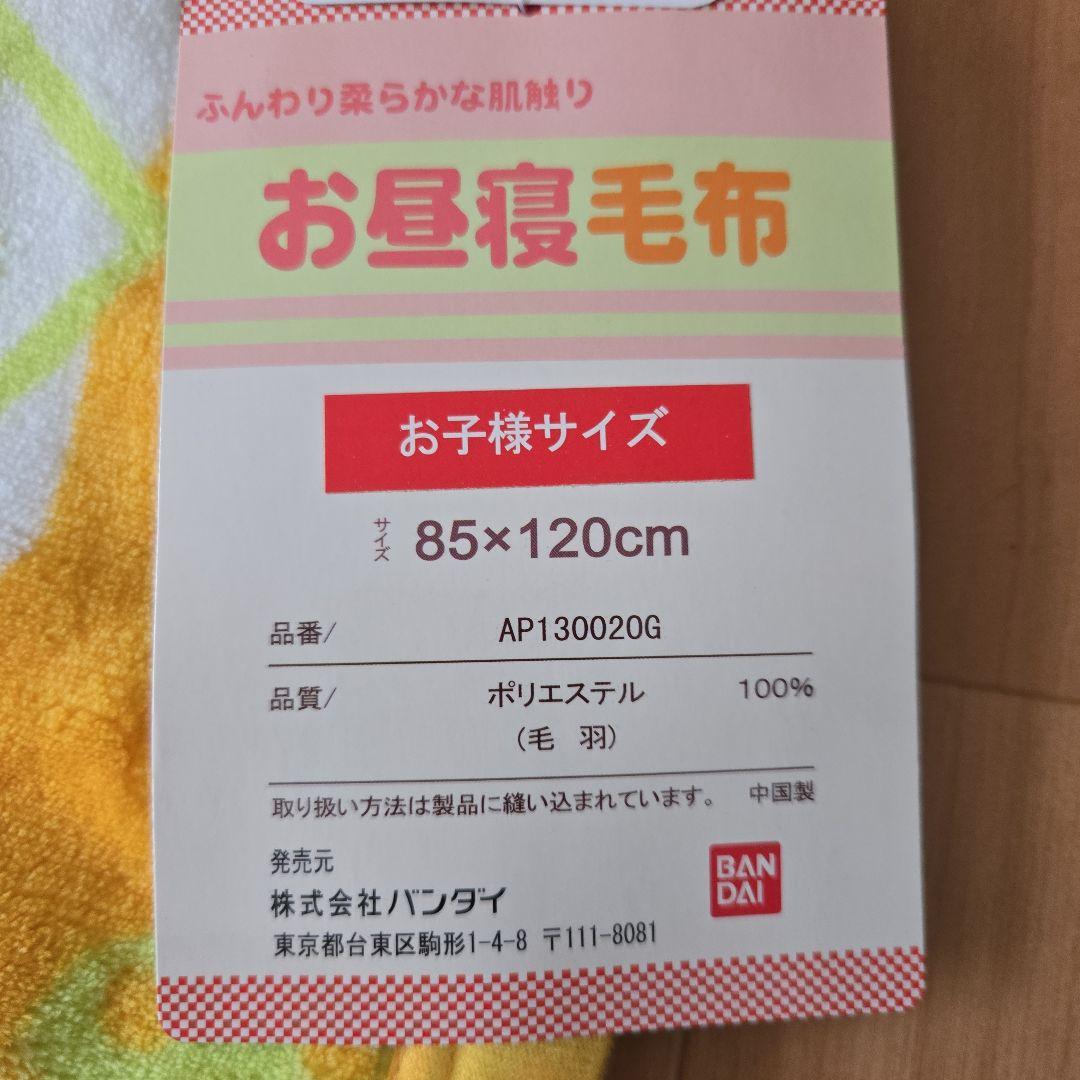 ふんわり柔らかな肌触り
お昼寝毛布
お子様サイズ
サイズ 85×120cm
品番/ AP130020G
品質/ ポリエステル 100%
(毛 羽)
取り扱い方法は製品に縫い込まれています。 中国製
発売元
株式会社バンダイ
東京都台東区駒形1-4-8 〒111-8081
BAN
DAI